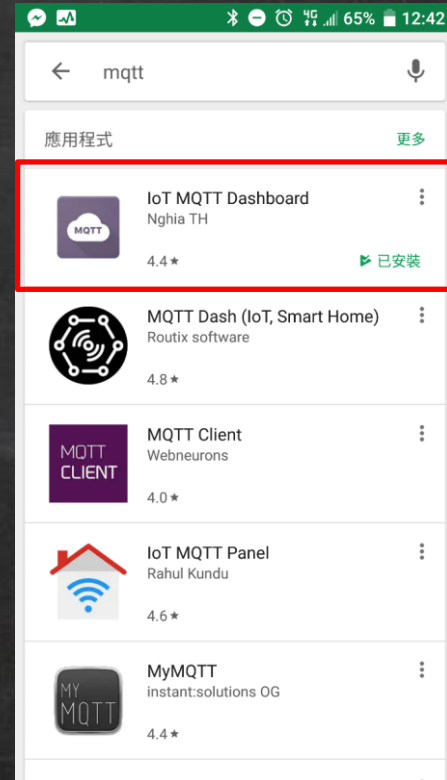 4G 65% 12:42
mqtt
應用程式 更多
IoT MQTT Dashboard
Nghia TH
MQTT
4.4★ 已安裝
MQTT Dash (IoT, Smart Home)
Routix software
4.8★
MQTT Client
Webneurons
MQTT
CLIENT
4.0★
IoT MQTT Panel
Rahul Kundu
4.6★
MyMQTT
instant:solutions OG
MY
MQTT
4.4★